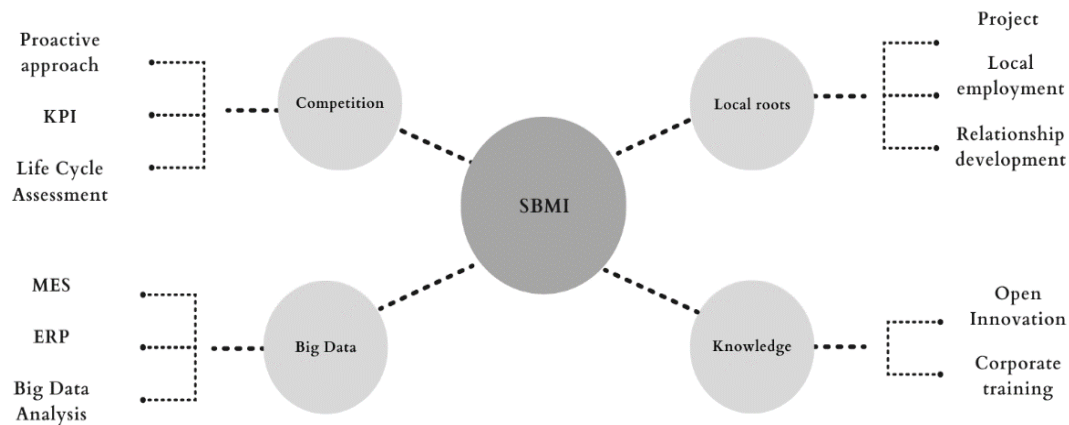 Proactive
approach
KPI
Life Cycle
Assessment
Competition
Local roots
Project
Local
employment
Relationship
development
SBMI
MES
ERP
Big Data
Analysis
Big Data
Knowledge
Open
Innovation
Corporate
training